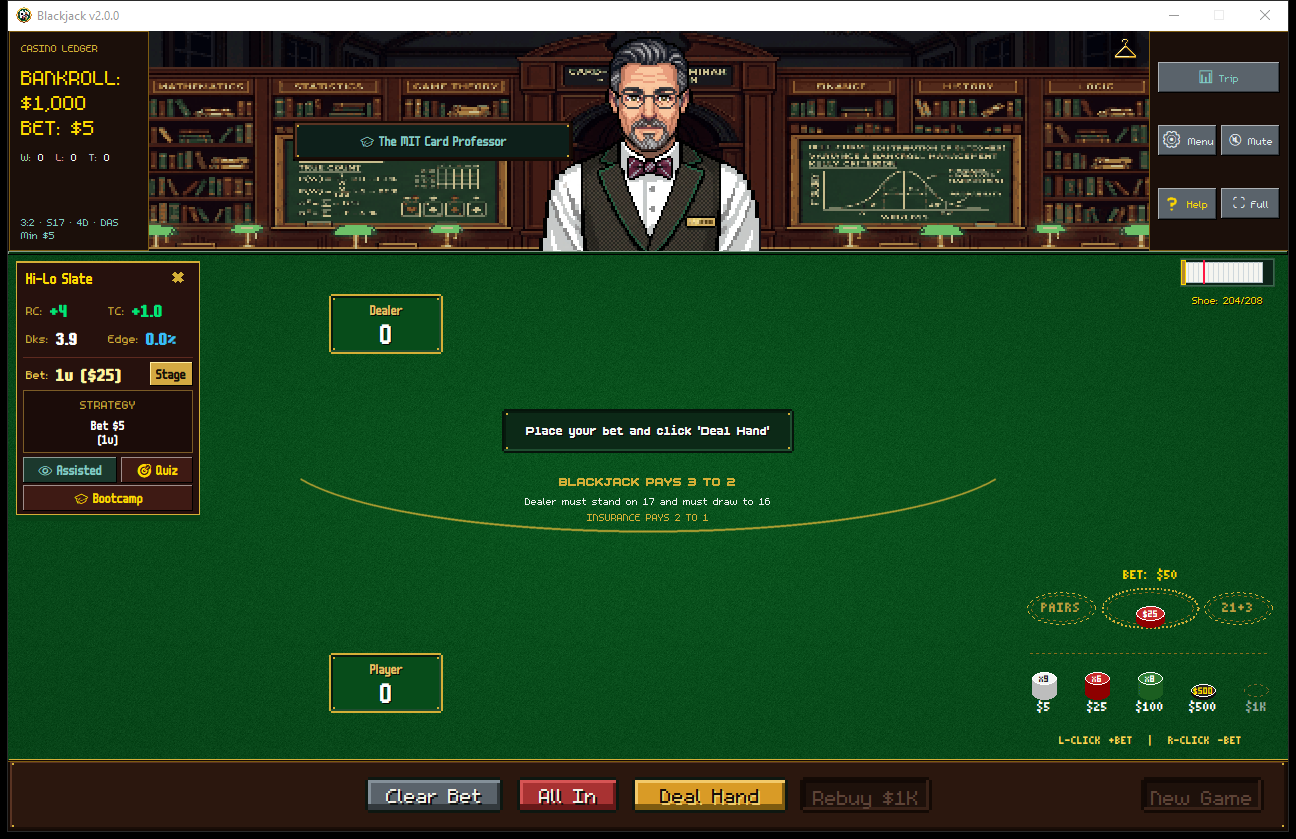 Blackjack v2.0.0
CASINO LEDGER
BANKROLL:
$1,000
BET: $5
W: 0 L: 0 T: 0
3:2 · S17 · 4D · DAS
Min $5
MATHEMATICS
STATISTICS
GAME THEORY
FINANCE
HISTORY
LOGIC
The MIT Card Professor
TRUE COUNT
Trip
Menu
Mute
Help
Full
Hi-Lo Slate
RC: +4 TC: +1.0
Dks: 3.9 Edge: 0.0%
Bet: 1u ($25) Stage
STRATEGY
Bet $5
(1u)
Assisted
Quiz
Bootcamp
Dealer
0
Shoe: 204/208
Place your bet and click 'Deal Hand'
BLACKJACK PAYS 3 TO 2
Dealer must stand on 17 and must draw to 16
INSURANCE PAYS 2 TO 1
Player
0
BET: $50
PAIRS
$25
21+3
x9 x6 x8 $500
$5 $25 $100 $500 $1K
L-CLICK +BET | R-CLICK -BET
Clear Bet
All In
Deal Hand
Rebuy $1K
New Game